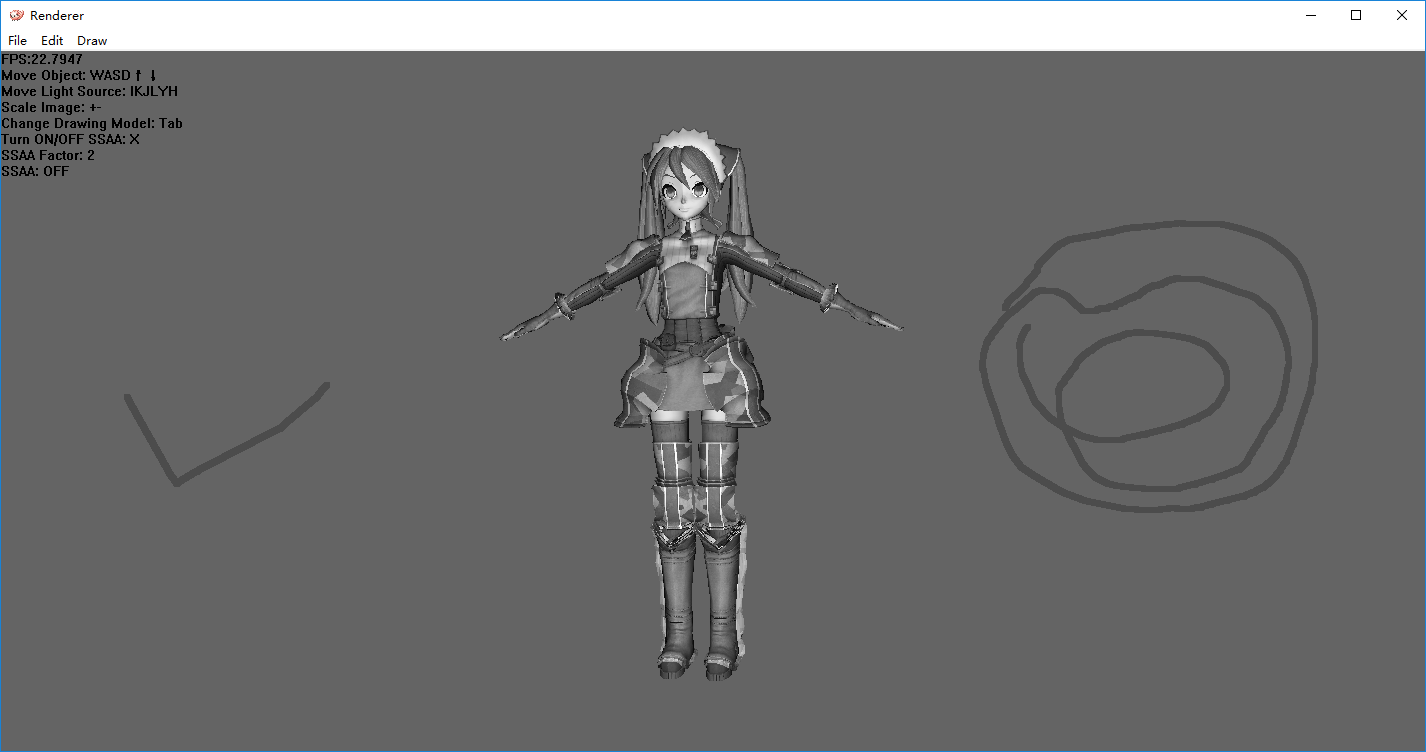 Renderer
File Edit Draw
FPS:22.7947
Move Object: WASD↑ ↓
Move Light Source: IKJLYH
Scale Image: +-
Change Drawing Model: Tab
Turn ON/OFF SSAA: X
SSAA Factor: 2
SSAA: OFF